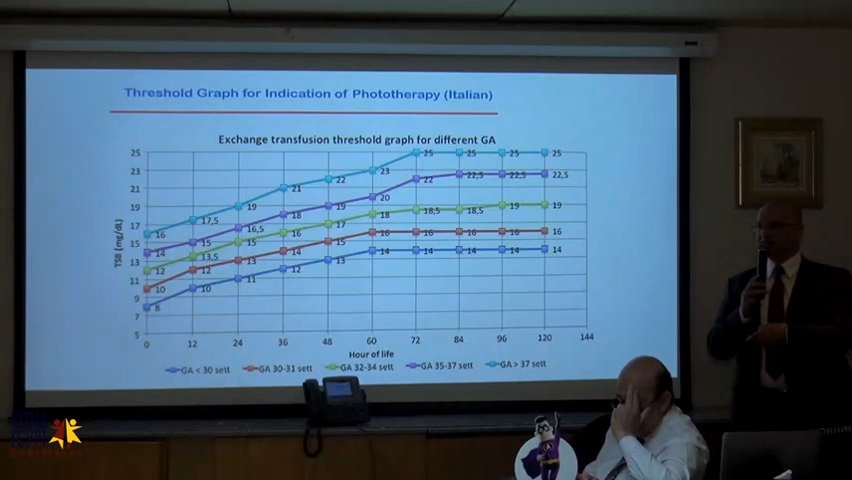 Threshold Graph for Indication of Phototherapy (Italian)
Exchange transfusion threshold graph for different GA
TSB (mg/dL)
25
23
21
19
17
15
13
11
9
7
5
16 17,5 19 21 22 23 25 25 25 25
14 15 16,5 18 19 20 22 22,5 22,5 22,5
12 13,5 15 16 17 18 18,5 18,5 19 19
10 12 13 14 15 16 16 16 16 16
8 10 11 12 13 14 14 14 14 14
0 12 24 36 48 60 72 84 96 120 144
Hour of life
GA < 30 sett GA 30-31 sett GA 32-34 sett GA 35-37 sett GA > 37 sett